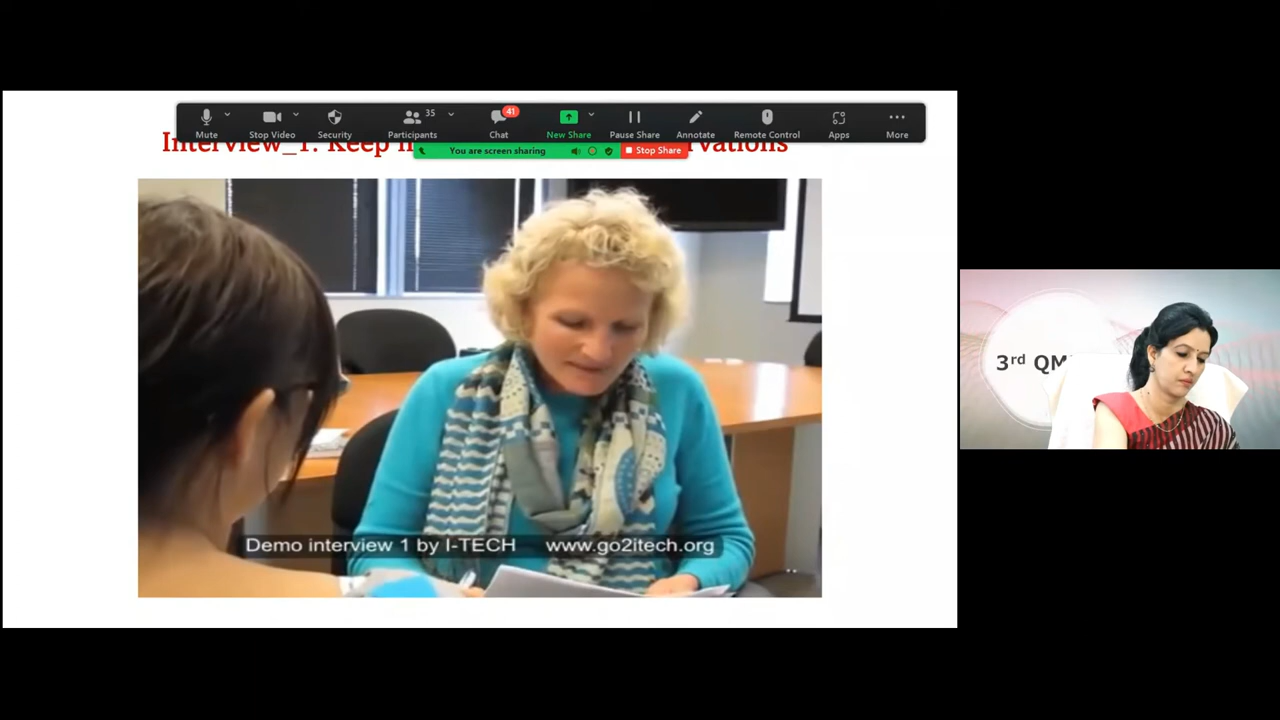 35
41
Mute
Stop Video
Security
Participants
Chat
New Share
Pause Share
Annotate
Remote Control
Apps
More
Interview_1: Keep
You are screen sharing
Stop Share
3rd QM
Demo interview 1 by I-TECH www.go2itech.org